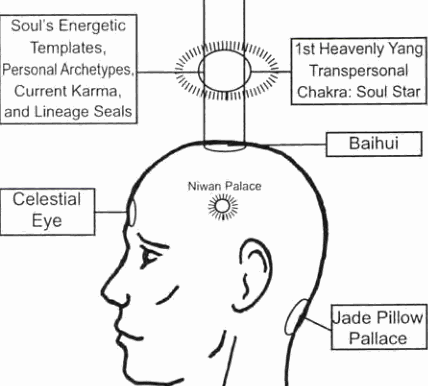 Soul's Energetic
Templates,
Personal Archetypes,
Current Karma,
and Lineage Seals
1st Heavenly Yang
Transpersonal
Chakra: Soul Star
Baihui
Niwan Palace
Celestial
Eye
Jade Pillow
Pallace